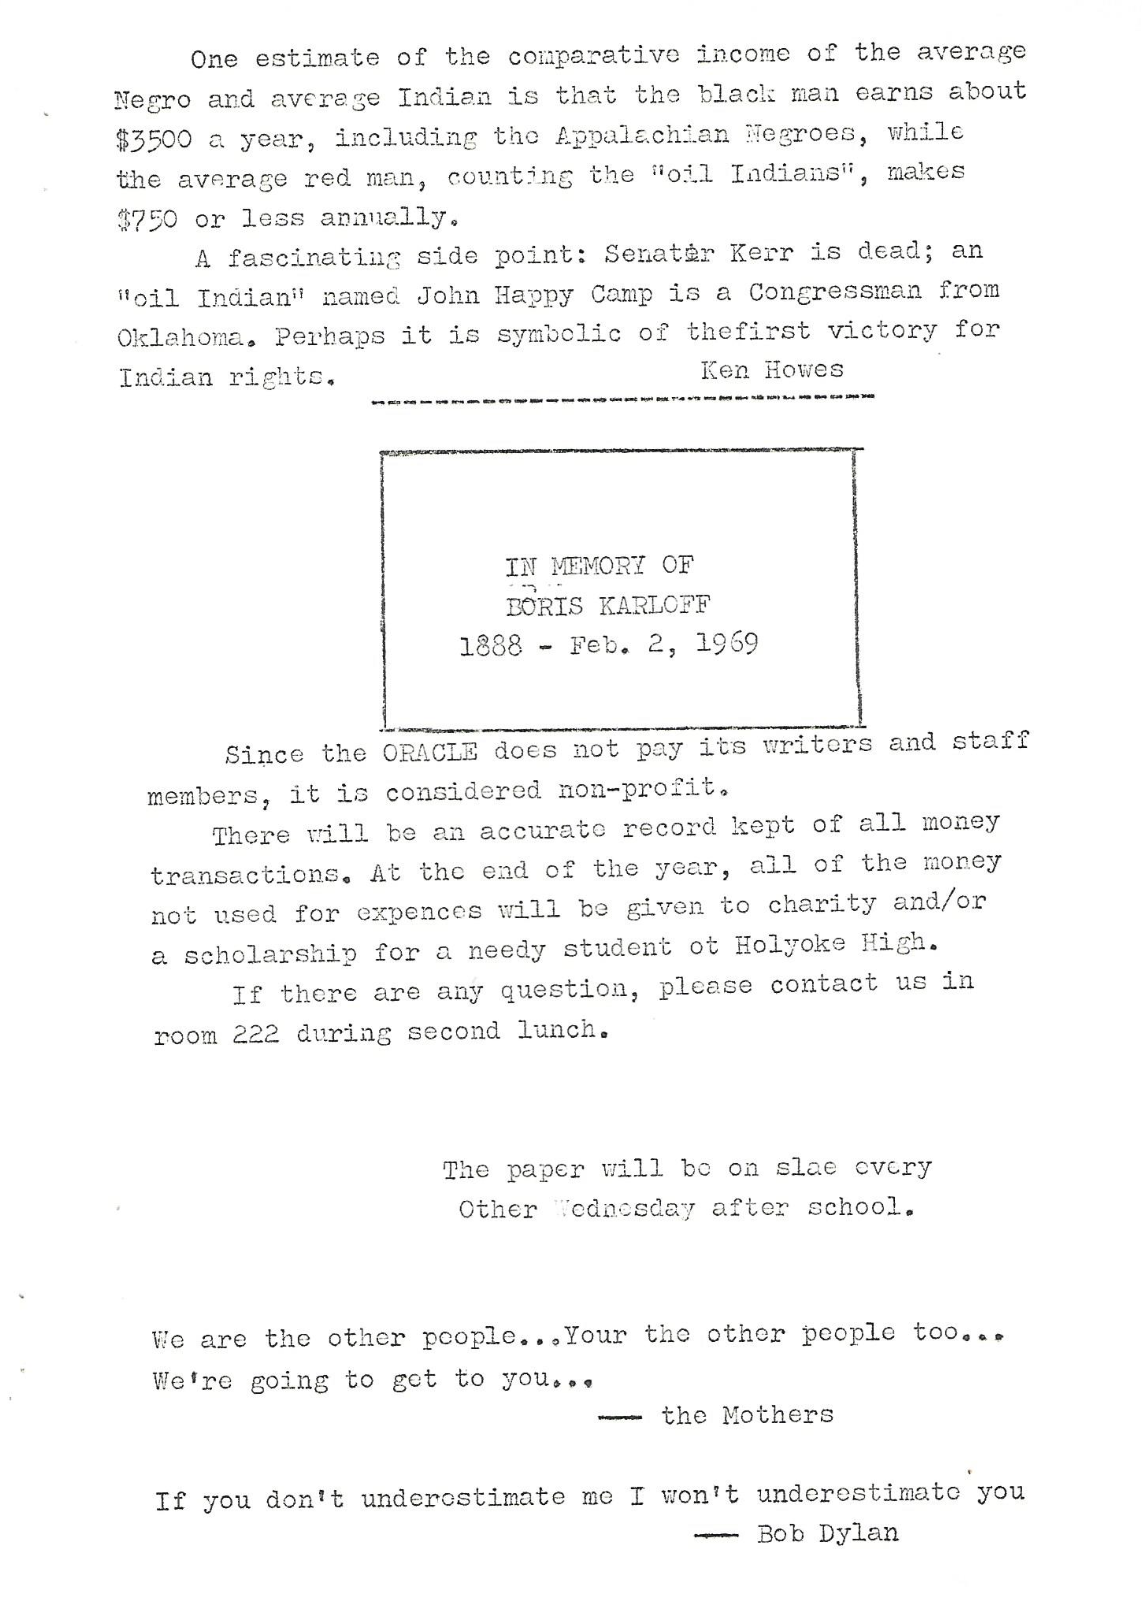 One estimate of the comparative income of the average
Negro and average Indian is that the black man earns about
$3500 a year, including the Appalachian Negroes, while
the average red man, counting the "oil Indians", makes
$750 or less annually.
A fascinating side point: Senatir Kerr is dead; an
"oil Indian" named John Happy Camp is a Congressman from
Oklahoma. Perhaps it is symbolic of thefirst victory for
Indian rights.
Ken Howes
IN MEMORY OF
BORIS KARLOFF
1888 - Feb. 2, 1969
Since the ORACLE does not pay its writers and staff
members, it is considered non-profit.
There will be an accurate record kept of all money
transactions. At the end of the year, all of the money
not used for expences will be given to charity and/or
a scholarship for a needy student ot Holyoke High.
If there are any question, please contact us in
room 222 during second lunch.
The paper will be on slae every
Other Wednesday after school.
We are the other people...Your the other people too...
We're going to get to you...
— the Mothers
If you don't underestimate me I won't underestimate you
— Bob Dylan